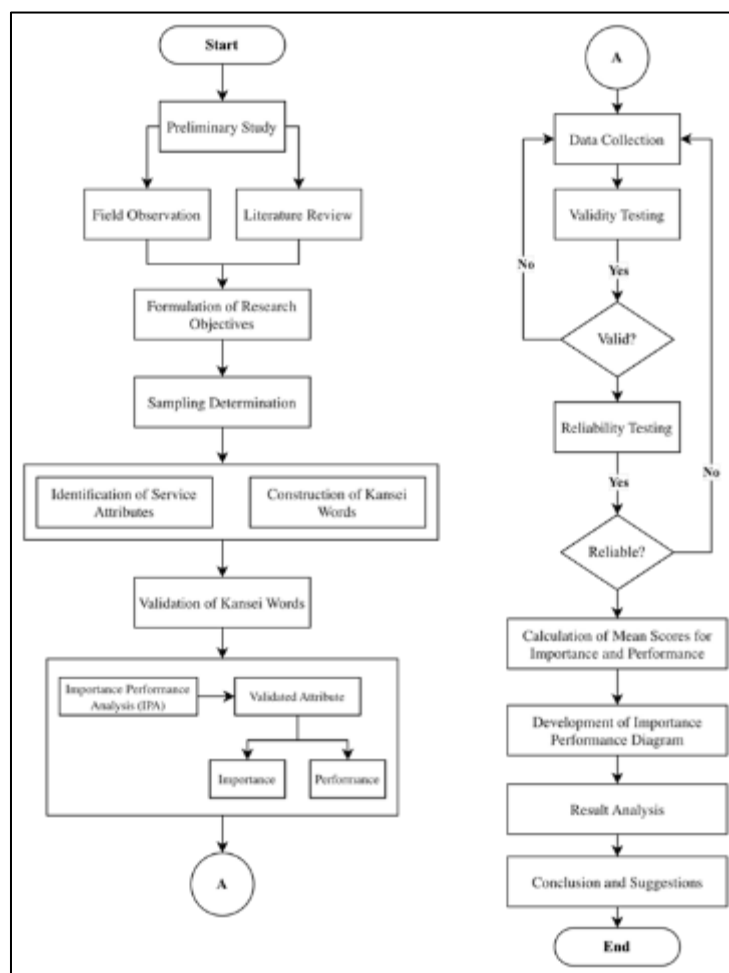 Start
Preliminary Study
Field Observation
Literature Review
Formulation of Research
Objectives
Sampling Determination
Identification of Service
Attributes
Construction of Kansei
Words
Validation of Kansei Words
Importance Performance
Analysis (IPA)
Validated Attribute
Importance
Performance
A
A
Data Collection
Validity Testing
No
Yes
Valid?
Reliability Testing
No
Yes
Reliable?
Calculation of Mean Scores for
Importance and Performance
Development of Importance
Performance Diagram
Result Analysis
Conclusion and Suggestions
End